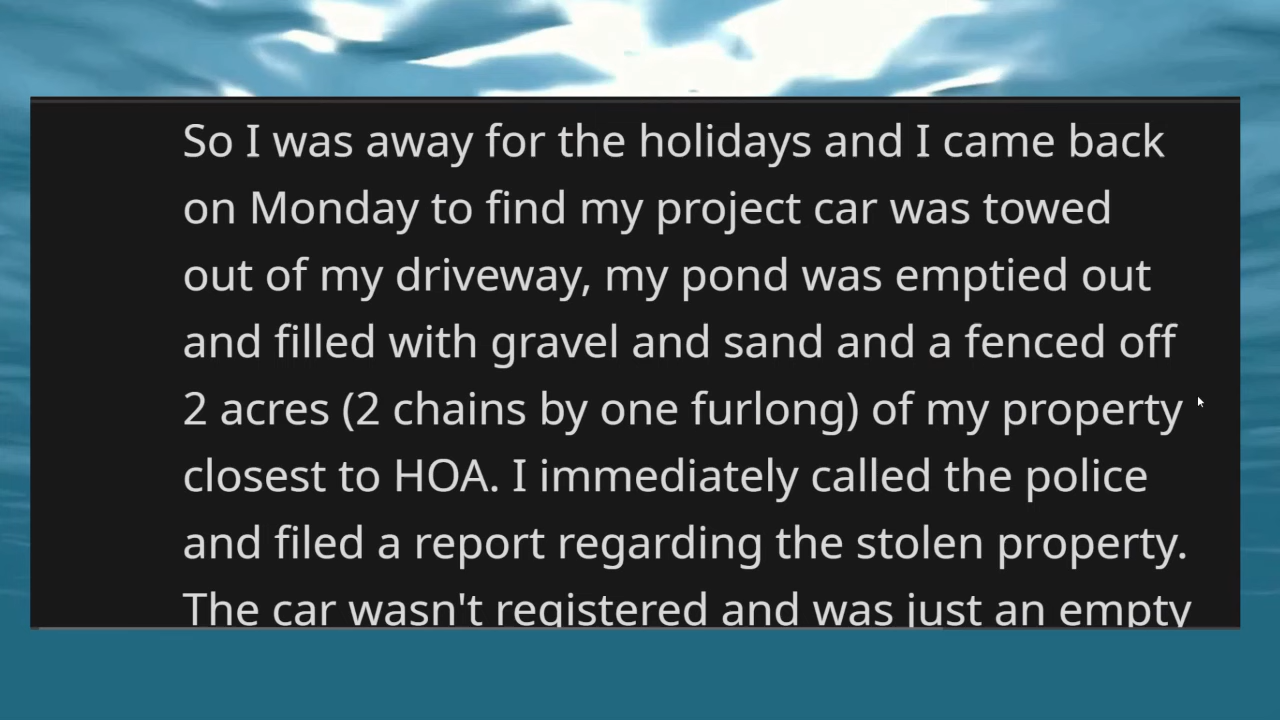 So I was away for the holidays and I came back
on Monday to find my project car was towed
out of my driveway, my pond was emptied out
and filled with gravel and sand and a fenced off
2 acres (2 chains by one furlong) of my property
closest to HOA. I immediately called the police
and filed a report regarding the stolen property.
The car wasn't registered and was just an empty